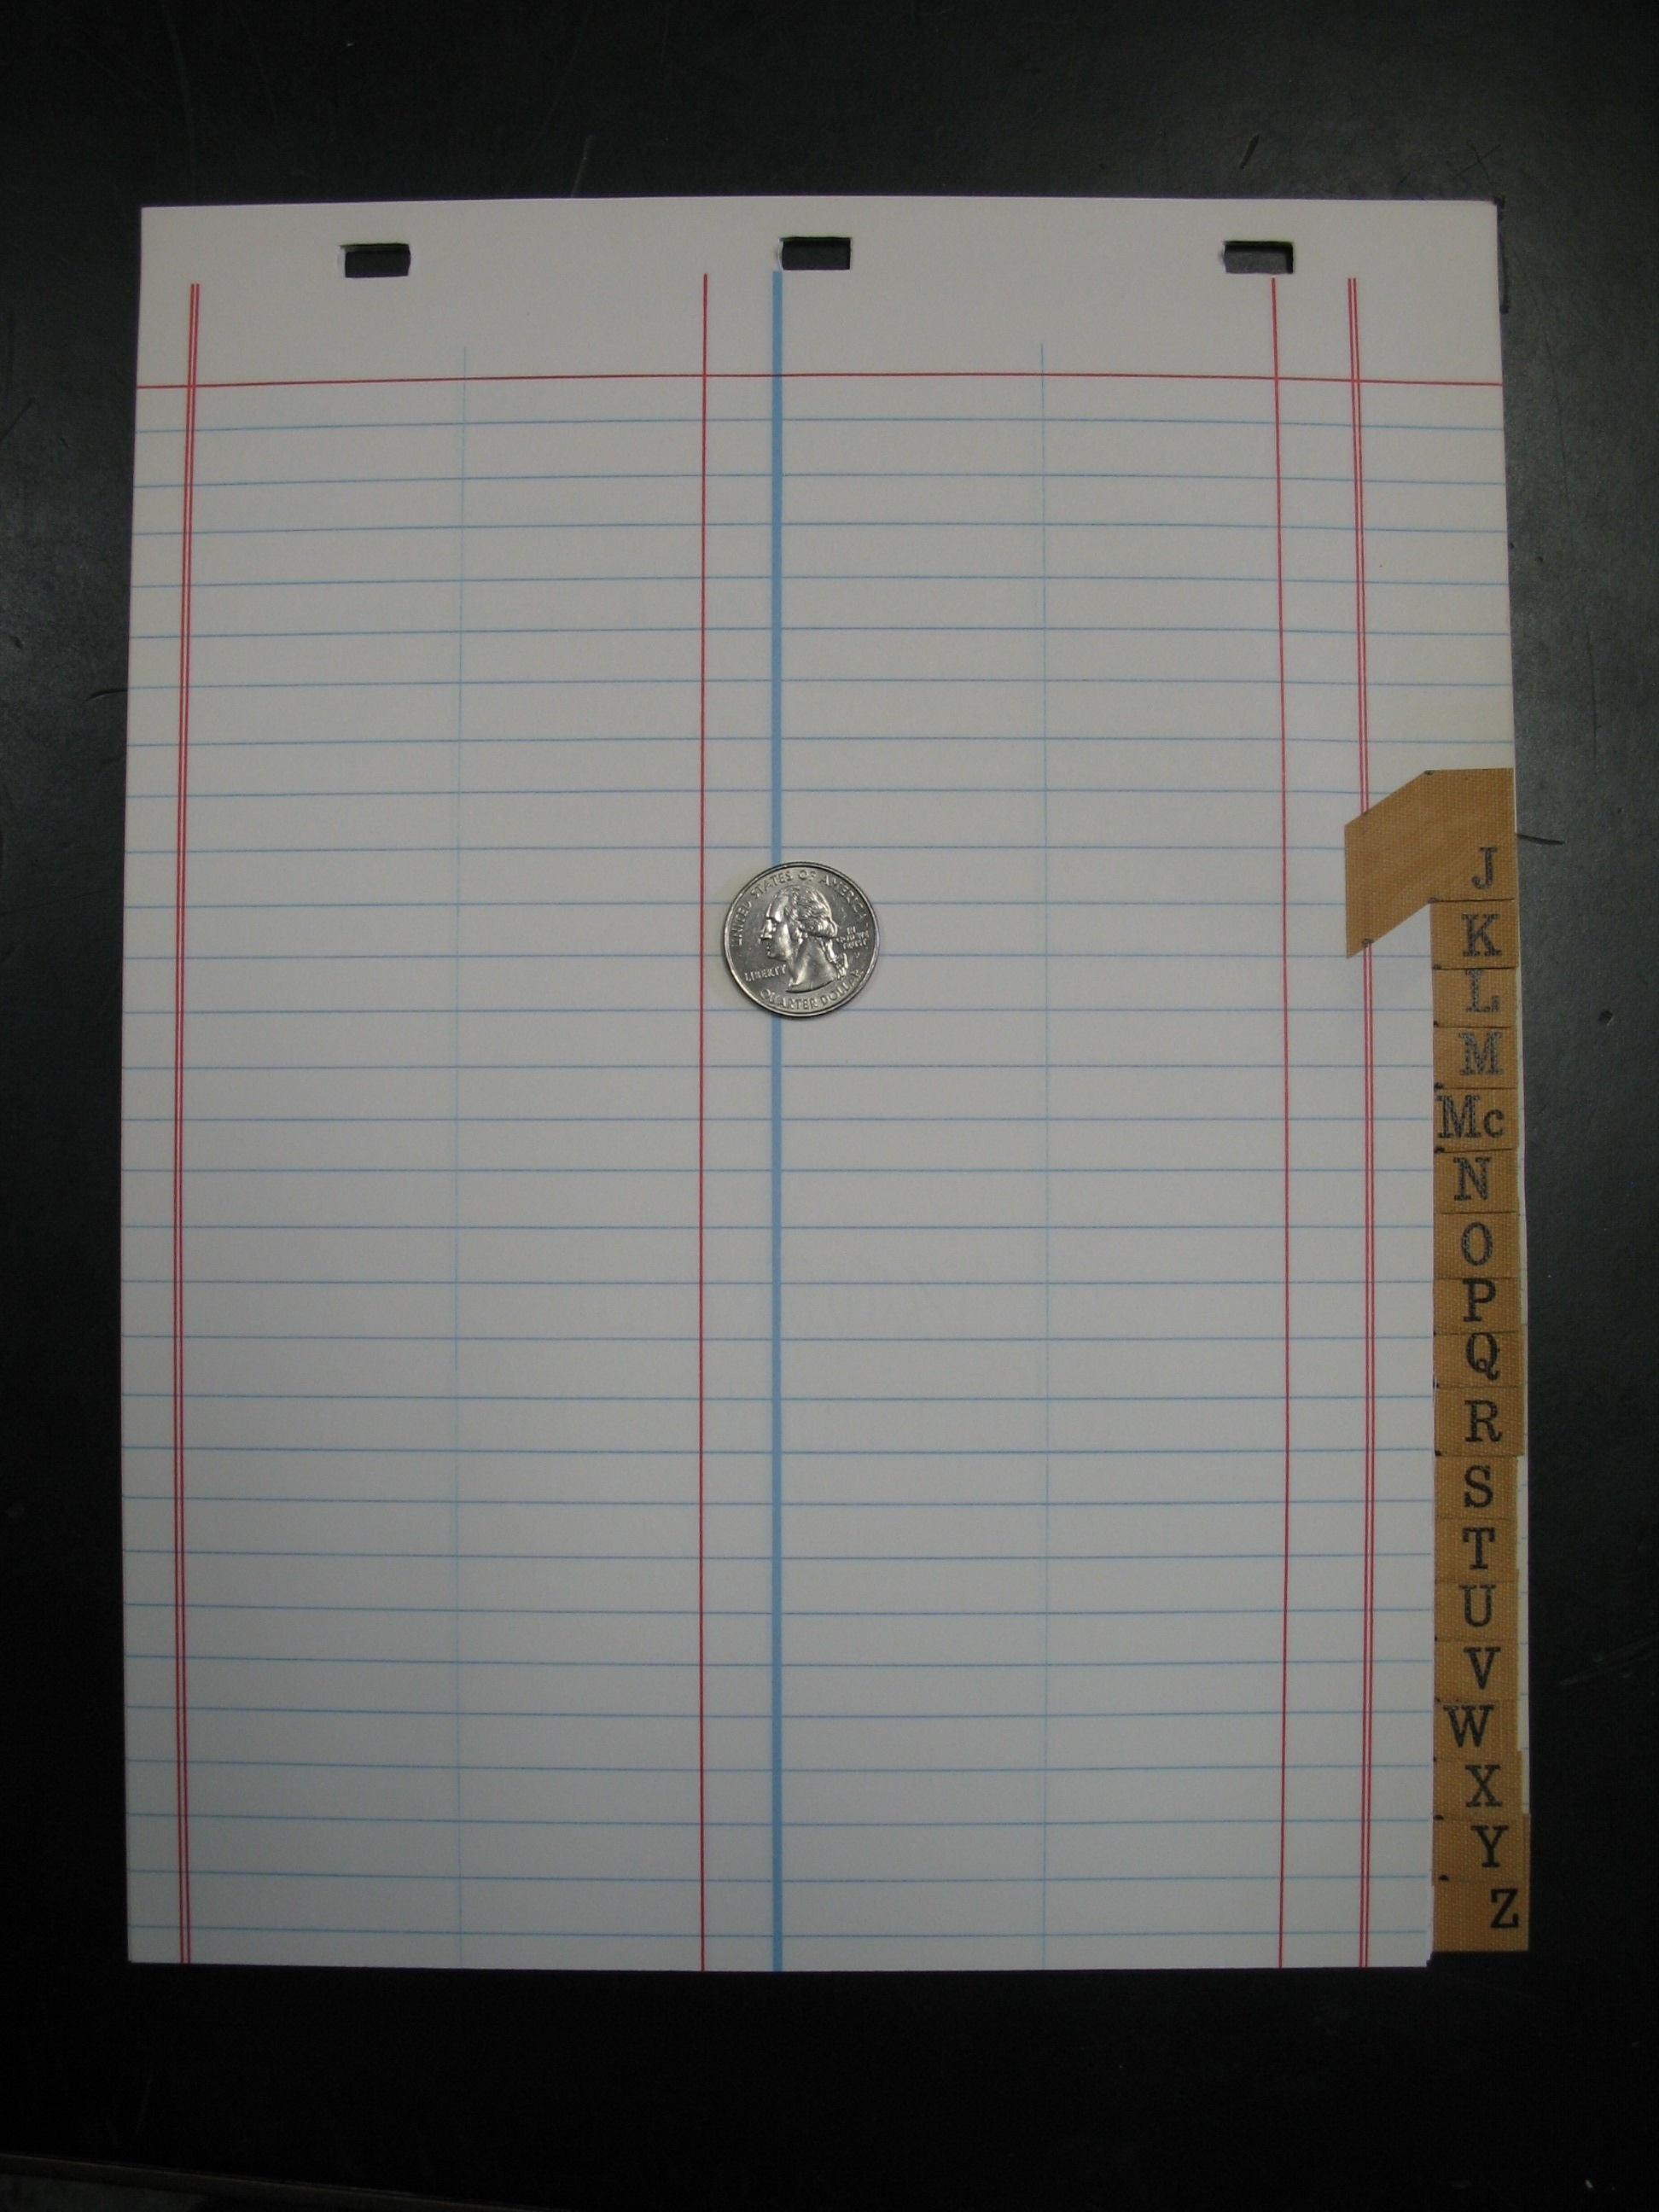 UNITED STATES OF AMERICA
LIBERTY
IN
GOD WE
TRUST
P
QUARTER DOLLAR
J
K
L
M
Mc
N
O
P
Q
R
S
T
U
V
W
X
Y
Z